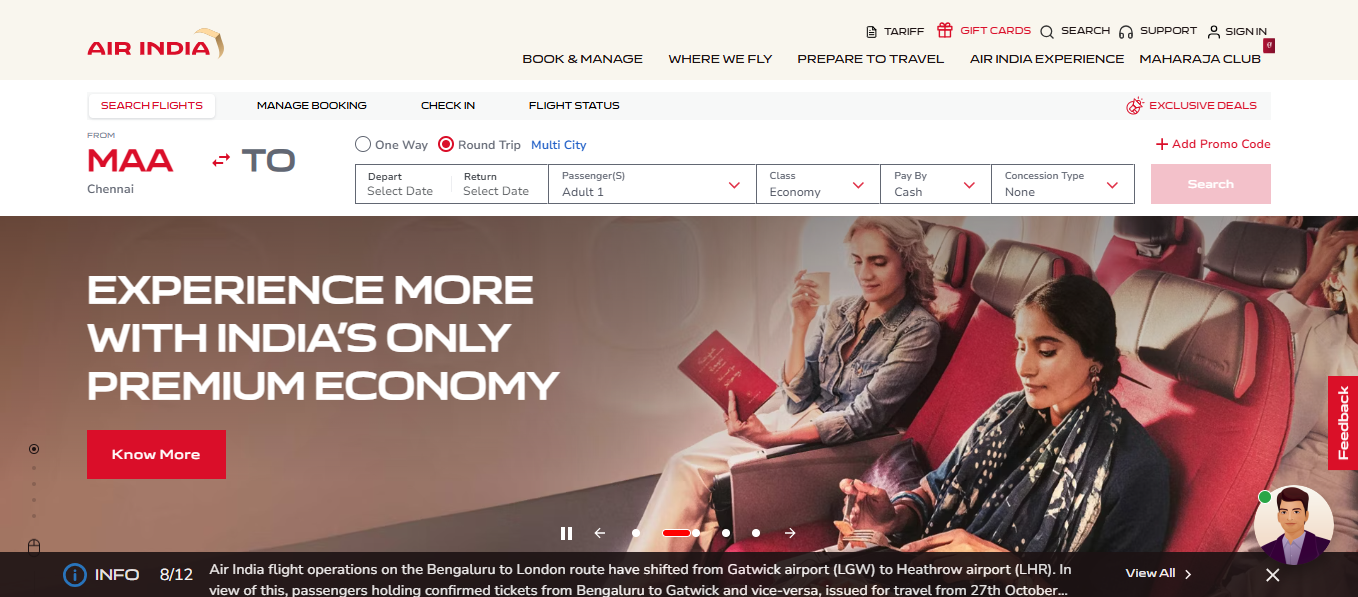 AIR INDIA
TARIFF GIFT CARDS SEARCH SUPPORT SIGN IN
BOOK & MANAGE WHERE WE FLY PREPARE TO TRAVEL AIR INDIA EXPERIENCE MAHARAJA CLUB
SEARCH FLIGHTS MANAGE BOOKING CHECK IN FLIGHT STATUS EXCLUSIVE DEALS
FROM
MAA TO
Chennai
One Way Round Trip Multi City
Add Promo Code
Depart Return Passenger(S) Class Pay By Concession Type
Select Date Select Date Adult 1 Economy Cash None
Search
EXPERIENCE MORE
WITH INDIA'S ONLY
PREMIUM ECONOMY
Know More
Feedback
INFO 8/12
Air India flight operations on the Bengaluru to London route have shifted from Gatwick airport (LGW) to Heathrow airport (LHR). In
view of this, passengers holding confirmed tickets from Bengaluru to Gatwick and vice-versa, issued for travel from 27th October...
View All